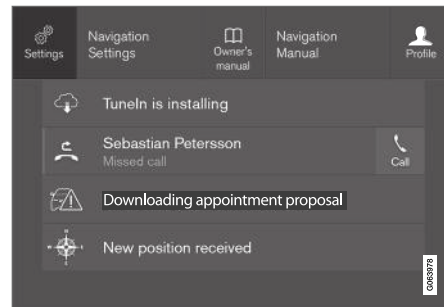 Settings
Navigation
Settings
Owner's
manual
Navigation
Manual
Profile
TuneIn is installing
Sebastian Petersson
Missed call
Call
Downloading appointment proposal
New position received
G063978